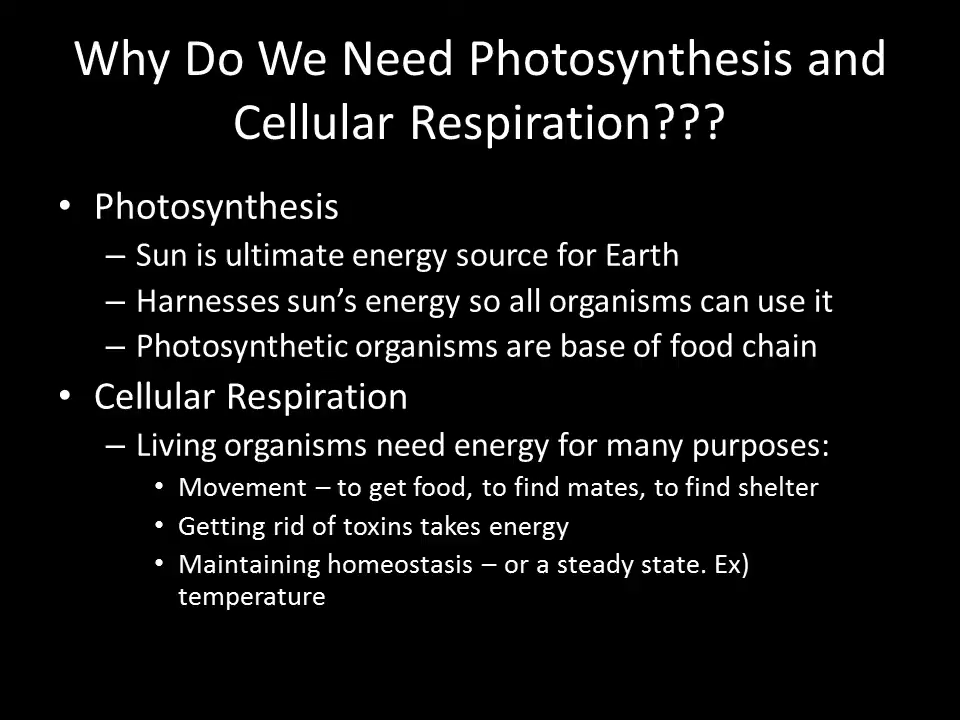 Why Do We Need Photosynthesis and
Cellular Respiration???
• Photosynthesis
– Sun is ultimate energy source for Earth
– Harnesses sun’s energy so all organisms can use it
– Photosynthetic organisms are base of food chain
• Cellular Respiration
– Living organisms need energy for many purposes:
• Movement – to get food, to find mates, to find shelter
• Getting rid of toxins takes energy
• Maintaining homeostasis – or a steady state. Ex)
temperature